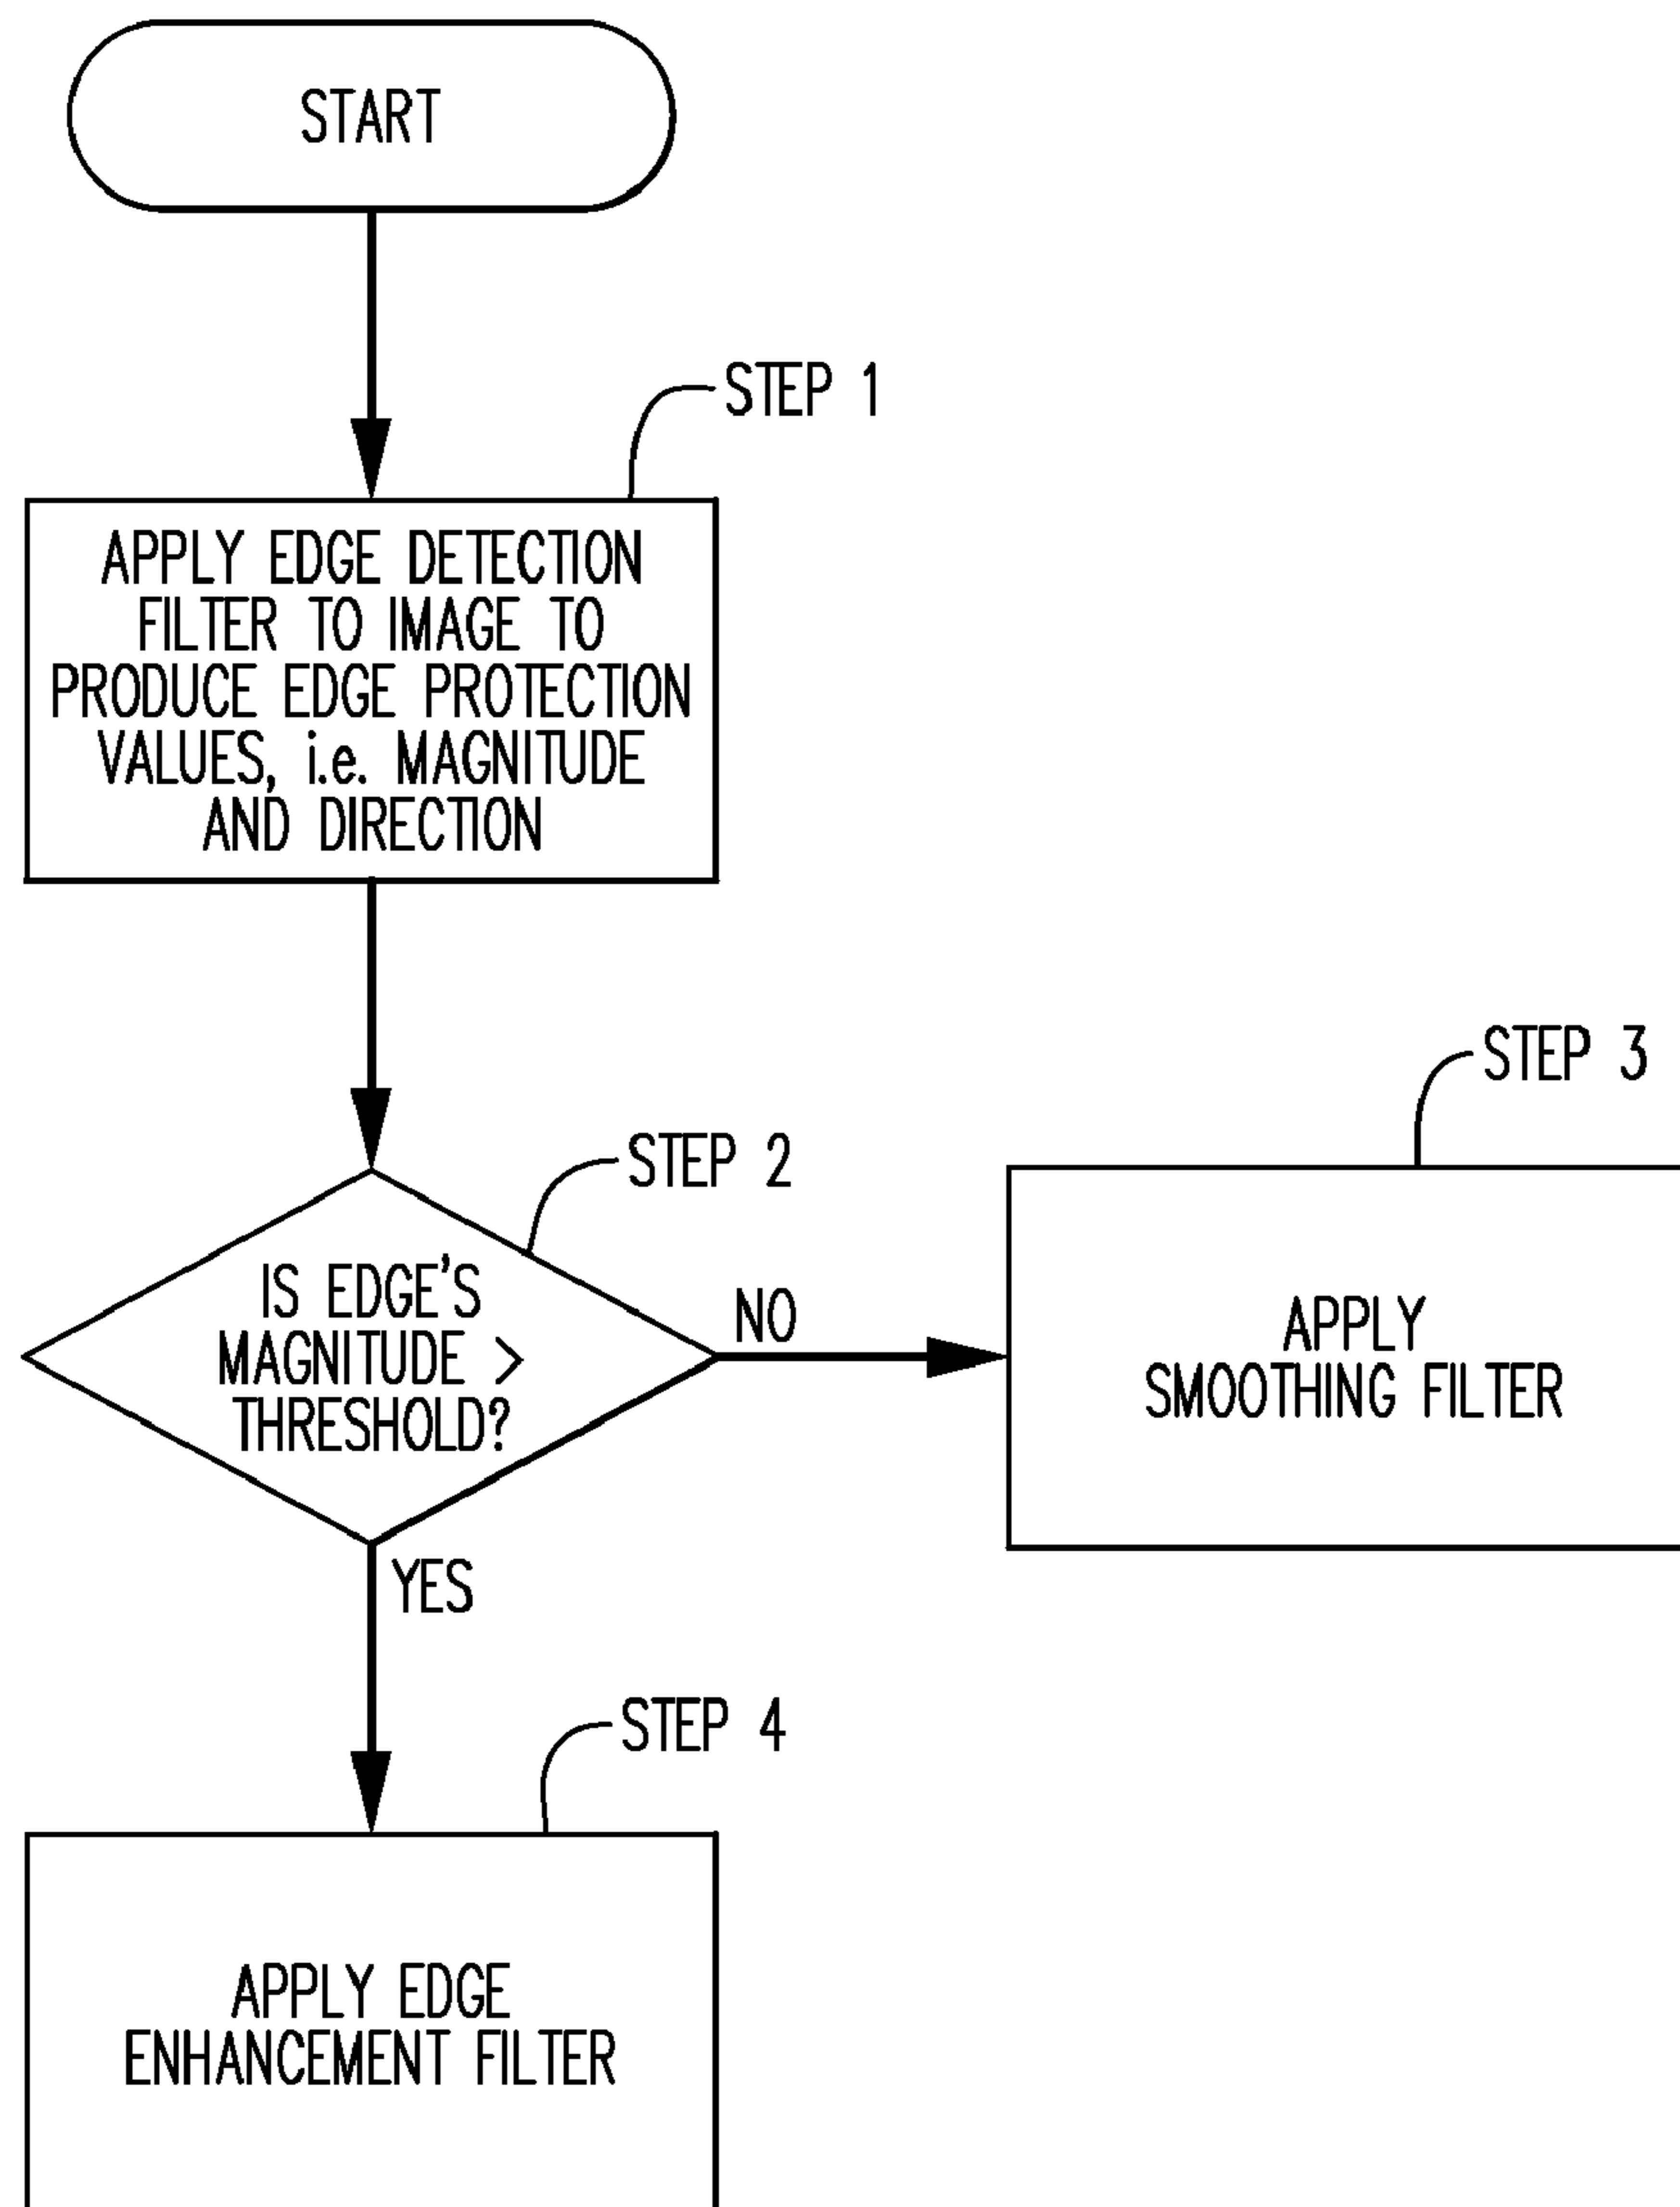 START
STEP 1
APPLY EDGE DETECTION
FILTER TO IMAGE TO
PRODUCE EDGE PROTECTION
VALUES, i.e. MAGNITUDE
AND DIRECTION
STEP 2
IS EDGE'S
MAGNITUDE >
THRESHOLD?
NO
STEP 3
APPLY
SMOOTHING FILTER
YES
STEP 4
APPLY EDGE
ENHANCEMENT FILTER